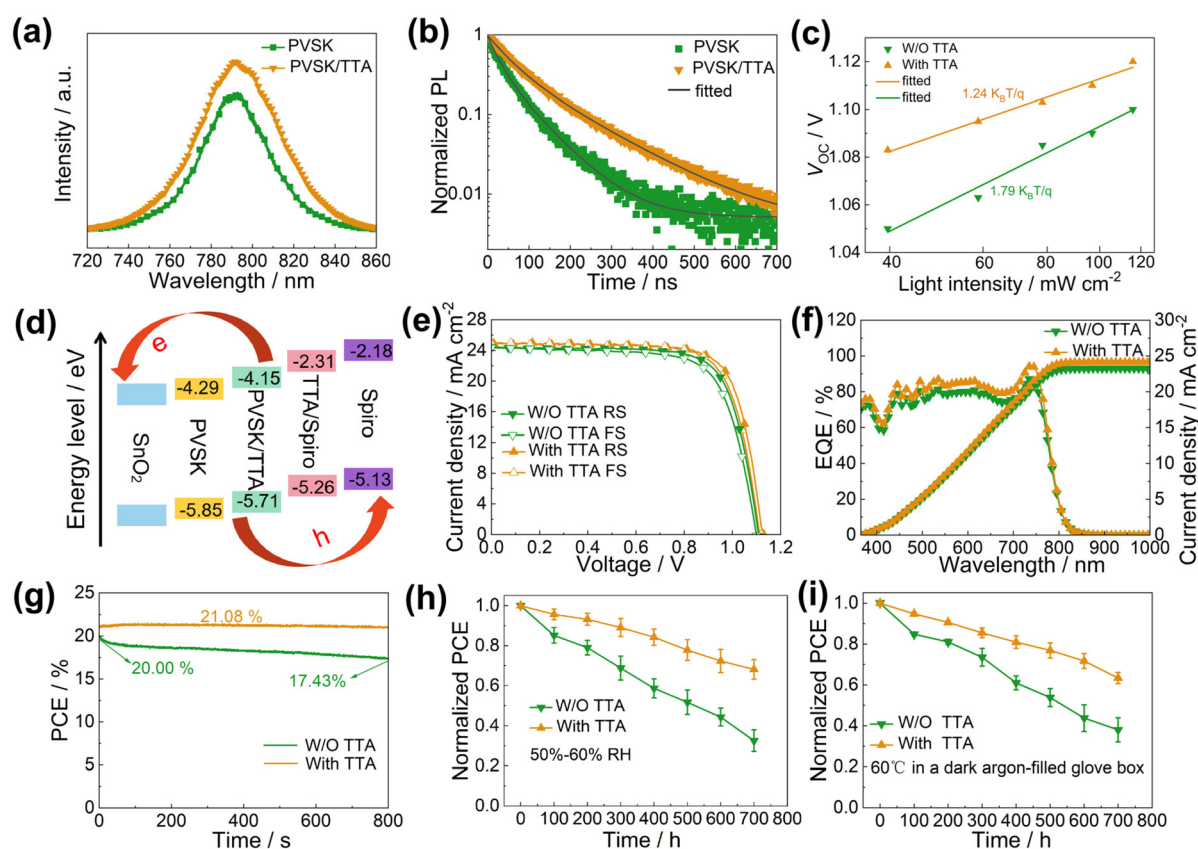 (a)
PVSK
PVSK/TTA
Intensity / a.u.
720 740 760 780 800 820 840 860
Wavelength / nm
(b)
PVSK
PVSK/TTA
fitted
Normalized PL
1
0.1
0.01
0 100 200 300 400 500 600 700
Time / ns
(c)
W/O TTA
With TTA
fitted
fitted
1.24 KBT/q
1.79 KBT/q
VOC / V
1.12
1.10
1.08
1.06
1.04
40 60 80 100 120
Light intensity / mW cm-2
(d)
Energy level / eV
e
h
SnO2
-4.29
PVSK
-5.85
-4.15
PVSK/TTA
-5.71
-2.31
TTA/Spiro
-5.26
-2.18
Spiro
-5.13
(e)
Current density / mA cm-2
28
24
20
16
12
8
4
0
W/O TTA RS
W/O TTA FS
With TTA RS
With TTA FS
0.0 0.2 0.4 0.6 0.8 1.0 1.2
Voltage / V
(f)
EQE / %
120
100
80
60
40
20
0
W/O TTA
With TTA
30
25
20
15
10
5
0
Current density / mA cm-2
400 500 600 700 800 900 1000
Wavelength / nm
(g)
PCE / %
25
20
15
10
5
0
21.08 %
20.00 %
17.43%
W/O TTA
With TTA
0 200 400 600 800
Time / s
(h)
Normalized PCE
1.0
0.8
0.6
0.4
0.2
0.0
W/O TTA
With TTA
50%-60% RH
0 100 200 300 400 500 600 700 800
Time / h
(i)
Normalized PCE
1.0
0.8
0.6
0.4
0.2
0.0
W/O TTA
With TTA
60℃ in a dark argon-filled glove box
0 100 200 300 400 500 600 700 800
Time / h